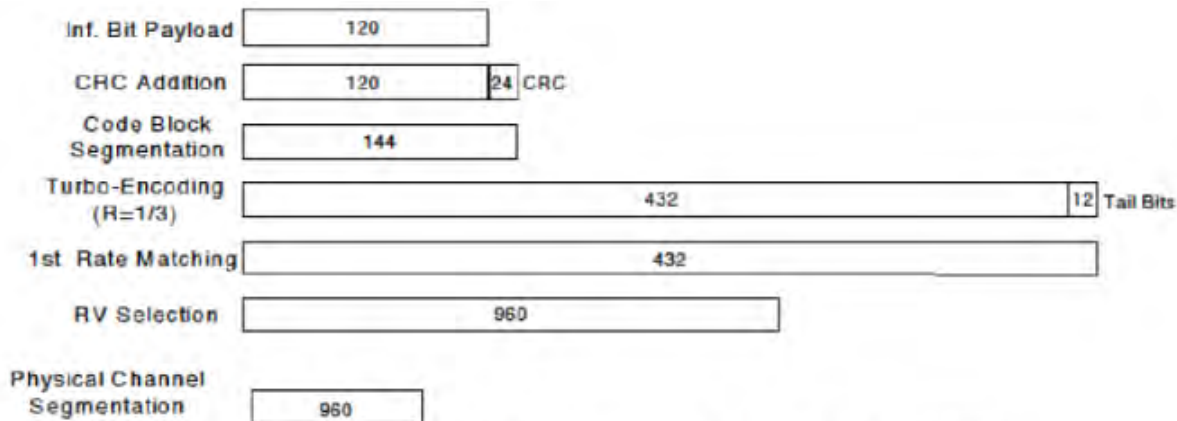 Inf. Bit Payload 120
CRC Addition 120 24 CRC
Code Block
Segmentation 144
Turbo-Encoding
(R=1/3) 432 12 Tail Bits
1st Rate Matching 432
RV Selection 960
Physical Channel
Segmentation 960